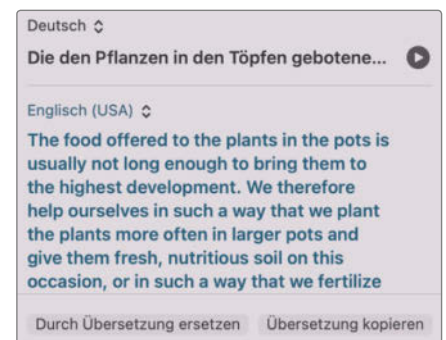 Deutsch
Die den Pflanzen in den Töpfen gebotene...
Englisch (USA)
The food offered to the plants in the pots is
usually not long enough to bring them to
the highest development. We therefore
help ourselves in such a way that we plant
the plants more often in larger pots and
give them fresh, nutritious soil on this
occasion, or in such a way that we fertilize
Durch Übersetzung ersetzen Übersetzung kopieren